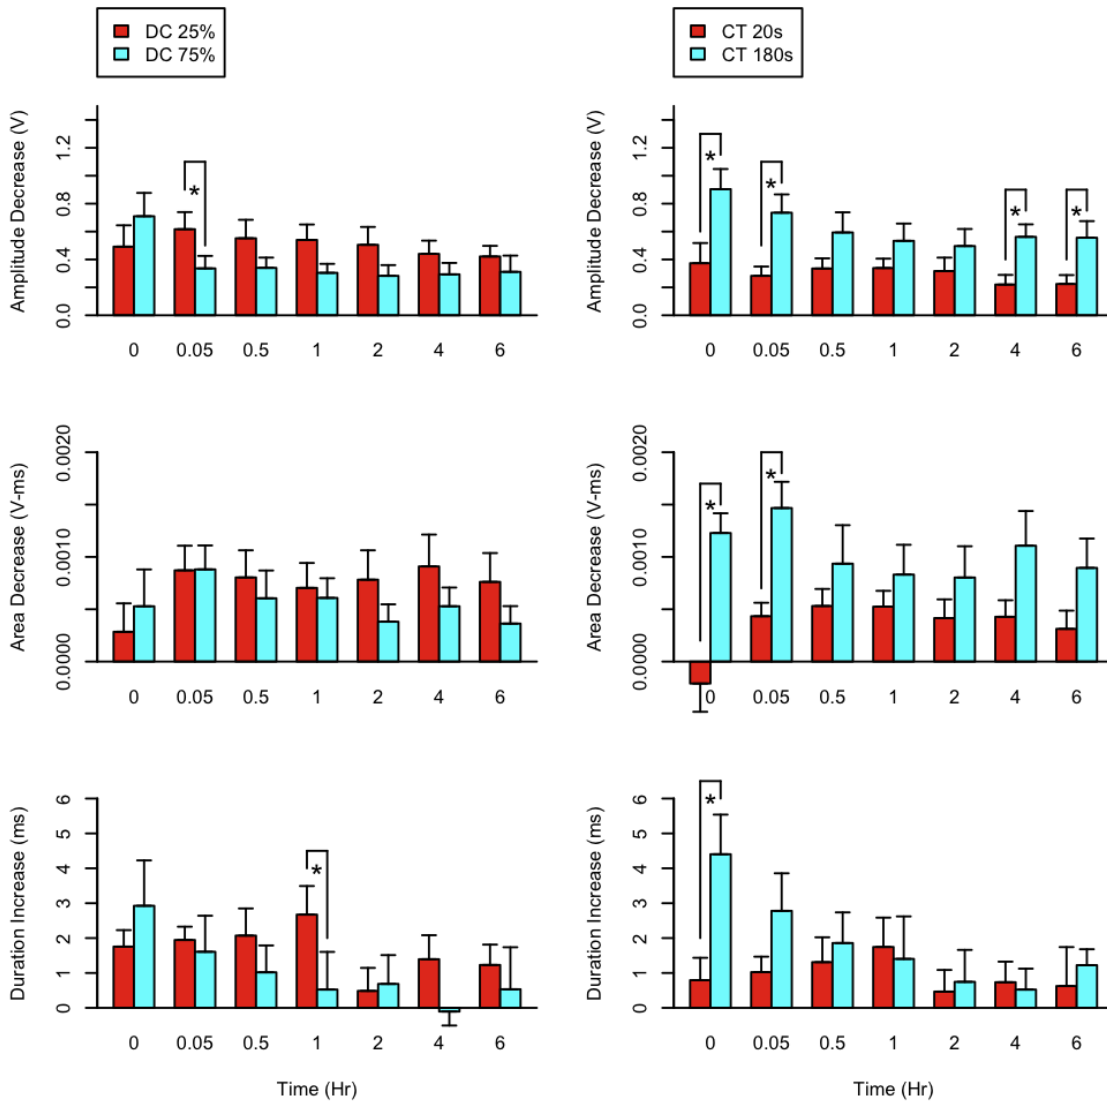 DC 25%
DC 75%
CT 20s
CT 180s
Amplitude Decrease (V)
0.0 0.4 0.8 1.2
*
0 0.05 0.5 1 2 4 6
Amplitude Decrease (V)
0.0 0.4 0.8 1.2
* * * *
0 0.05 0.5 1 2 4 6
Area Decrease (V-ms)
0.0000 0.0010 0.0020
0 0.05 0.5 1 2 4 6
Area Decrease (V-ms)
0.0000 0.0010 0.0020
* *
0 0.05 0.5 1 2 4 6
Duration Increase (ms)
0 1 2 3 4 5 6
*
0 0.05 0.5 1 2 4 6
Time (Hr)
Duration Increase (ms)
0 1 2 3 4 5 6
*
0 0.05 0.5 1 2 4 6
Time (Hr)